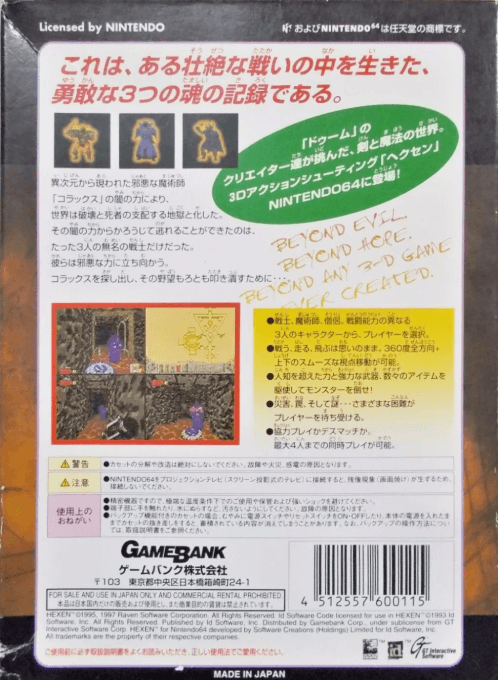 Licensed by NINTENDO
およびNINTENDO64は任天堂の商標です。
これは、ある壮絶な戦いの中を生きた、
勇敢な3つの魂の記録である。
「ドゥーム」の
クリエイター達が挑んだ、剣と魔法の世界。
3Dアクションシューティング「ヘクセン」
NINTENDO64に登場!
異次元から現われた邪悪な魔術師
「コラックス」の闇の力により、
世界は破壊と死者の支配する地獄と化した。
その闇の力からかろうじて逃れることができたのは、
たった3人の無名の戦士だけだった。
彼らは邪悪な力に立ち向かう。
コラックスを探し出し、その野望もろとも叩き潰すために・・・
BEYOND EVIL.
BEYOND HOPE.
BEYOND ANY 3-D GAME
EVER CREATED.
●戦士、魔術師、僧侶、戦闘能力の異なる
3人のキャラクターから、プレイヤーを選択。
●戦う、走る、飛ぶは思いのまま。360度全方向+
上下のスムーズな視点移動が可能。
●人知を超えた力と強力な武器、数々のアイテムを
駆使してモンスターを倒せ!
●災害、罠、そして謎・・・さまざまな困難が
プレイヤーを待ち受ける。
●協力プレイかデスマッチか。
最大4人までの同時プレイが可能。
警告
●カセットの分解や改造は絶対にしないでください。故障や火災、感電の原因となります。
注意
●NINTENDO64をプロジェクションテレビ(スクリーン投影式のテレビ)に接続すると、残像現象(画面焼け)が生ずるため、
接続しないでください。
使用上の
おねがい
●精密機器ですので、極端な温度条件下でのご使用や保管および強いショックを避けてください。
●端子部に手を触れたり、水にぬらすなど、汚さないようにしてください。故障の原因となります。
●バックアップ機能付きのカセットの場合:むやみに電源スイッチやリセットスイッチをON・OFFしたり、本体の電源を入れたま
までカセットの抜き差しをすると、蓄積されている内容が消えてしまうことがあります。なお、バックアップの操作方法につい
ては、取扱説明書をご参照ください。
GAMEBANK
ゲームバンク株式会社
〒103 東京都中央区日本橋箱崎町24-1
FOR SALE AND USE IN JAPAN ONLY AND COMMERCIAL RENTAL PROHIBITED
本品は日本国内だけの販売および使用とし、また商業目的の賃貸は禁止されています。
4 512557 600115
HEXEN™©1995, 1997 Raven Software Corporation. All Rights Reserved. Id Software Code licensed for use in HEXEN™©1993 Id
Software, Inc. All Rights Reserved. Published by Id Software, Inc. Distributed by Gamebank Corp., under sublicense from GT
Interactive Software Corp. HEXEN™ for Nintendo64 developed by Software Creations (Holdings) Limited for Id Software, Inc.
All trademarks are the property of their respective companies.
ご使用前に必ず取扱説明書をよくお読みいただき、正しい使用法でご愛用ください。
id
GT Interactive
Software
MADE IN JAPAN